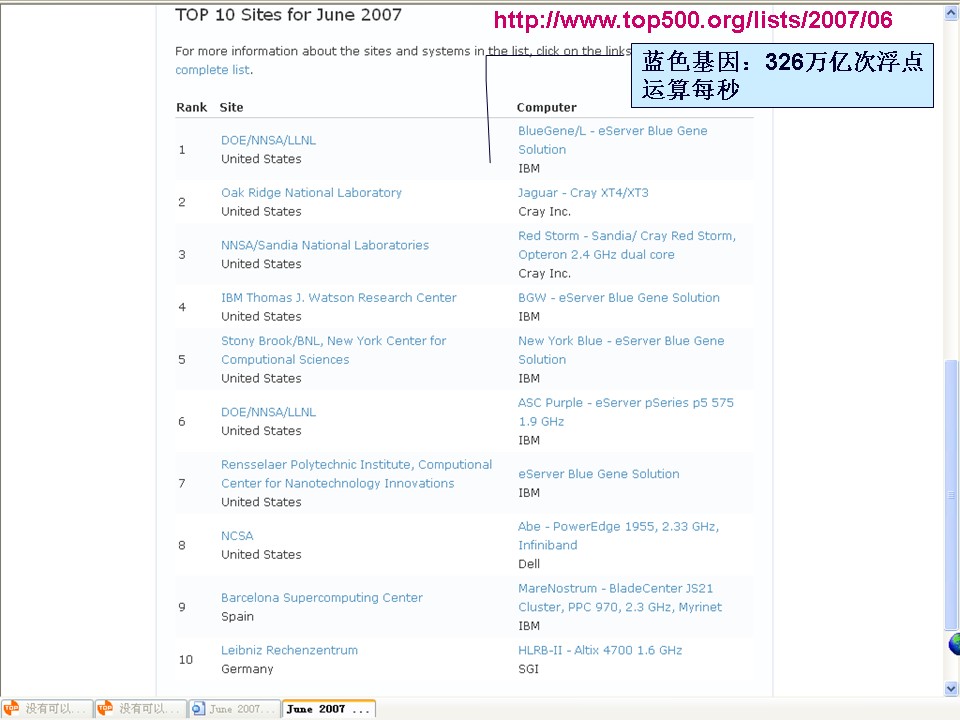 TOP 10 Sites for June 2007
http://www.top500.org/lists/2007/06
For more information about the sites and systems in the list, click on the links
complete list.
蓝色基因：326万亿次浮点
运算每秒
Rank Site Computer
1 DOE/NNSA/LLNL
United States
BlueGene/L - eServer Blue Gene
Solution
IBM
2 Oak Ridge National Laboratory
United States
Jaguar - Cray XT4/XT3
Cray Inc.
3 NNSA/Sandia National Laboratories
United States
Red Storm - Sandia/ Cray Red Storm,
Opteron 2.4 GHz dual core
Cray Inc.
4 IBM Thomas J. Watson Research Center
United States
BGW - eServer Blue Gene Solution
IBM
5 Stony Brook/BNL, New York Center for
Computional Sciences
United States
New York Blue - eServer Blue Gene
Solution
IBM
6 DOE/NNSA/LLNL
United States
ASC Purple - eServer pSeries p5 575
1.9 GHz
IBM
7 Rensselaer Polytechnic Institute, Computional
Center for Nanotechnology Innovations
United States
eServer Blue Gene Solution
IBM
8 NCSA
United States
Abe - PowerEdge 1955, 2.33 GHz,
Infiniband
Dell
9 Barcelona Supercomputing Center
Spain
MareNostrum - BladeCenter JS21
Cluster, PPC 970, 2.3 GHz, Myrinet
IBM
10 Leibniz Rechenzentrum
Germany
HLRB-II - Altix 4700 1.6 GHz
SGI
TOP 没有可以... TOP 没有可以... June 2007... June 2007 ...